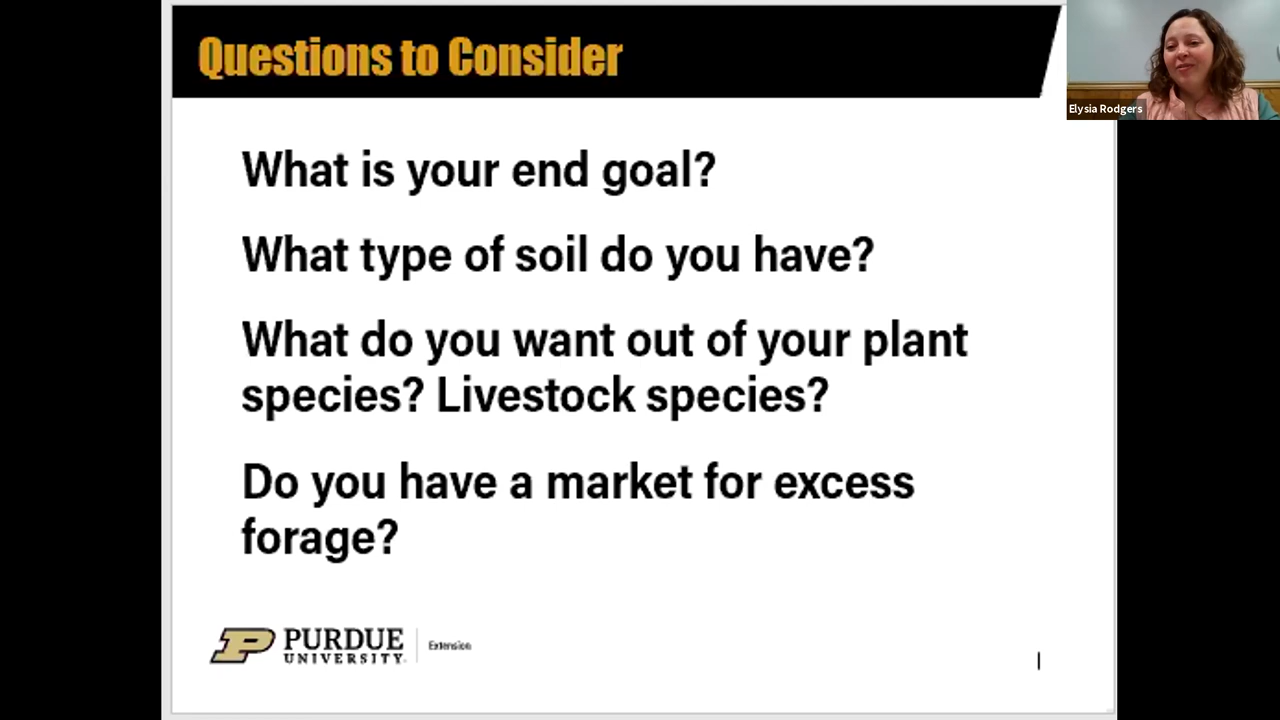 Questions to Consider
Elysia Rodgers
What is your end goal?
What type of soil do you have?
What do you want out of your plant
species? Livestock species?
Do you have a market for excess
forage?
P PURDUE
UNIVERSITY.
Extension